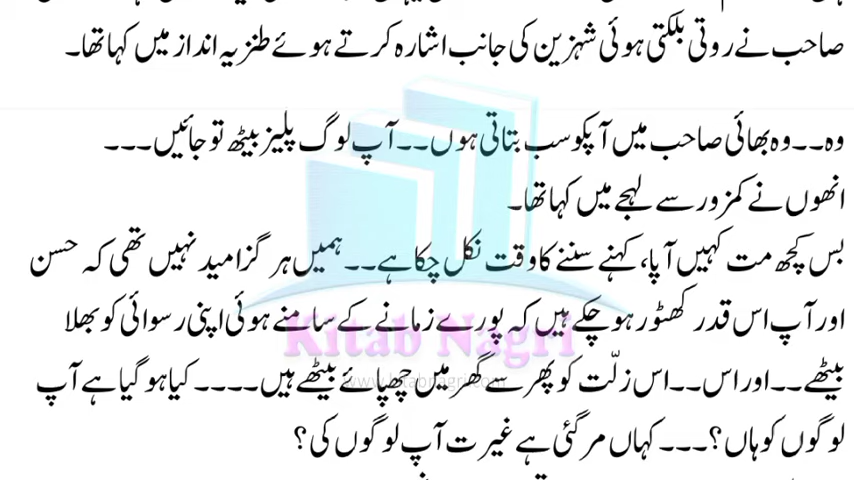 صاحب نے روتی بلکتی ہوئی شہزین کی جانب اشارہ کرتے ہوئے طنزیہ انداز میں کہا تھا۔
وہ۔۔وہ بھائی صاحب میں آپکو سب بتاتی ہوں۔۔آپ لوگ پلیز بیٹھ تو جائیں۔۔۔
انھوں نے کمزور سے لہجے میں کہا تھا۔
بس کچھ مت کہیں آپا، کہنے سننے کا وقت نکل چکا ہے۔۔ہمیں ہر گز امید نہیں تھی کہ حسن
اور آپ اس قدر کھٹور ہو چکے ہیں کہ پورے زمانے کے سامنے ہوئی اپنی رسوائی کو بھلا
Kitab Nagri
بیٹھے۔۔اور اس۔۔اس ذلّت کو پھر سے گھر میں چھپائے بیٹھے ہیں۔۔۔۔کیا ہو گیا ہے آپ
www.kitabnagri.com
لوگوں کو ہاں؟۔۔۔کہاں مر گئی ہے غیرت آپ لوگوں کی؟